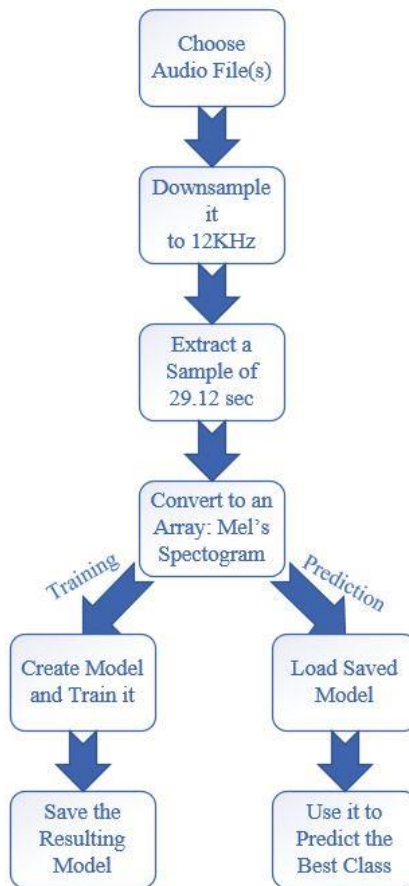 Choose
Audio File(s)
Downsample
it
to 12KHz
Extract a
Sample of
29.12 sec
Convert to an
Array: Mel's
Spectogram
Training
Prediction
Create Model
and Train it
Load Saved
Model
Save the
Resulting
Model
Use it to
Predict the
Best Class